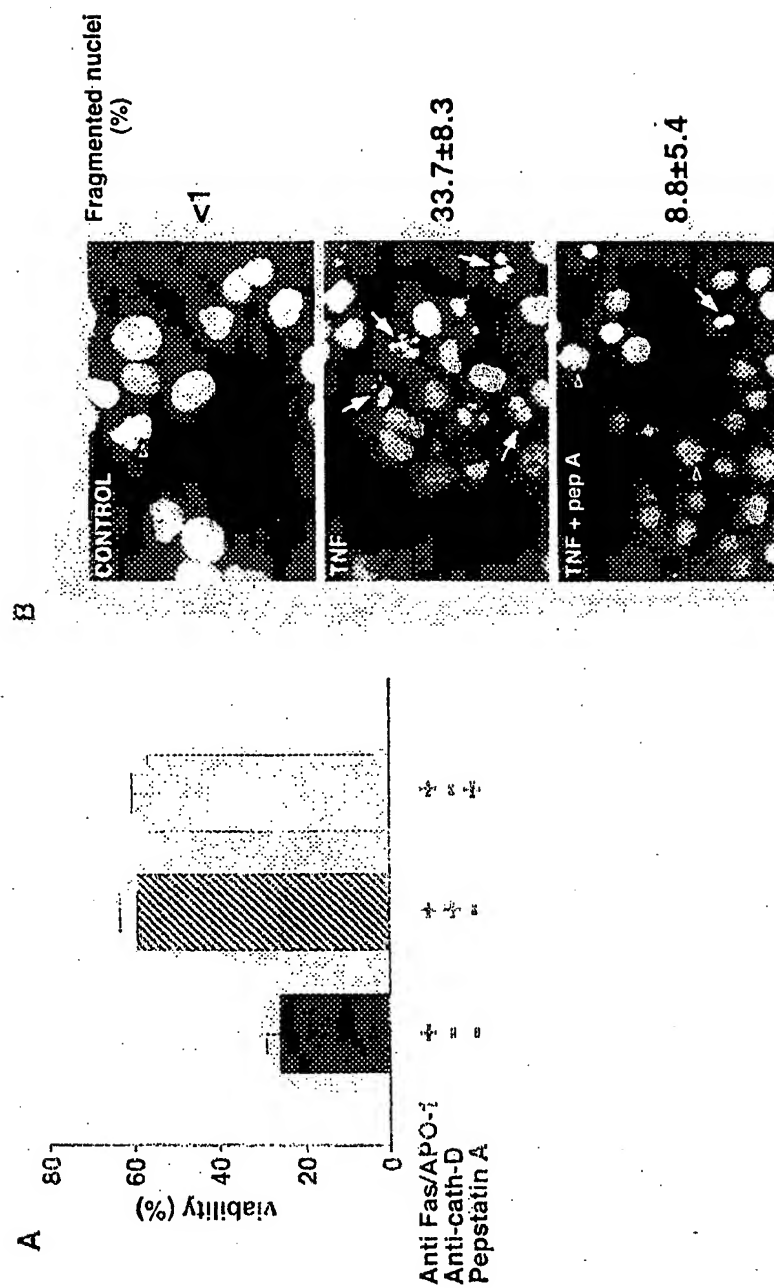 A
80
60
40
20
0
viability (%)
Anti Fas/APO-1
Anti-cath-D
Pepstatin A
+ + +
- + -
- - +
B
Fragmented nuclei
(%)
CONTROL
<1
TNF
33.7±8.3
TNF + pep A
8.8±5.4